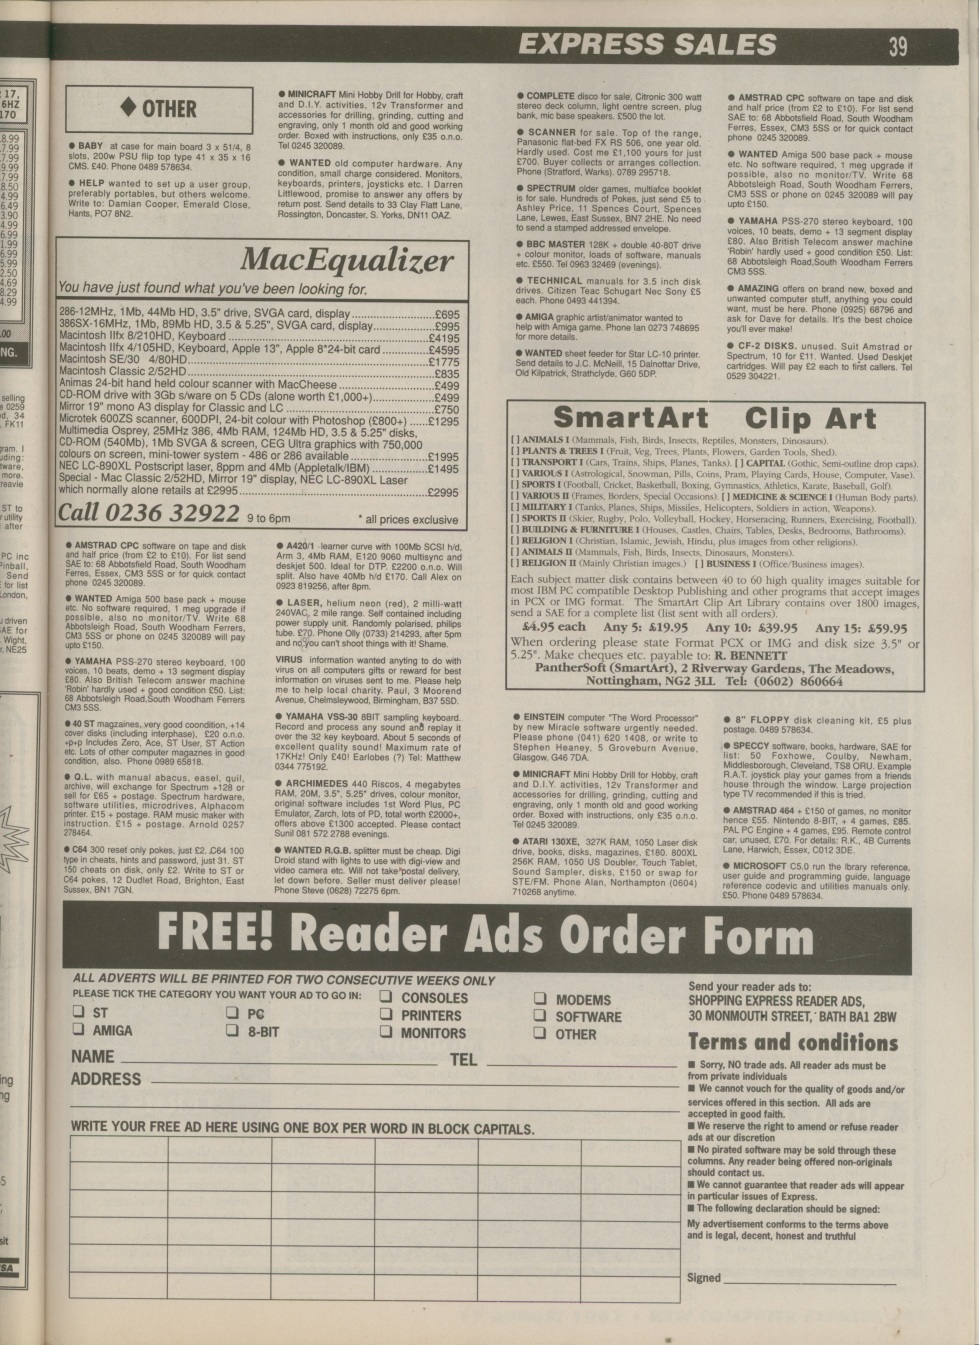 EXPRESS SALES 39
◆ OTHER
● BABY at case for main board 3 x 51/4, 8
slots, 200w PSU flip top type 41 x 35 x 16
CMS. £40. Phone 0489 578634.
● HELP wanted to set up a user group,
preferably portables, but others welcome.
Write to: Damian Cooper, Emerald Close,
Hants, PO7 8N2.
● MINICRAFT Mini Hobby Drill for Hobby, craft
and D.I.Y. activities, 12v Transformer and
accessories for drilling, grinding, cutting and
engraving, only 1 month old and good working
order. Boxed with instructions, only £35 o.n.o.
Tel 0245 320089.
● WANTED old computer hardware. Any
condition, small charge considered. Monitors,
keyboards, printers, joysticks etc. I Darren
Littlewood, promise to answer any offers by
return post. Send details to 33 Clay Flatt Lane,
Rossington, Doncaster, S. Yorks, DN11 OAZ.
MacEqualizer
You have just found what you've been looking for.
286-12MHz, 1Mb, 44Mb HD, 3.5" drive, SVGA card, display......£695
386SX-16MHz, 1Mb, 89Mb HD, 3.5 & 5.25", SVGA card, display......£995
Macintosh IIfx 8/210HD, Keyboard......£4195
Macintosh IIfx 4/105HD, Keyboard, Apple 13", Apple 8*24-bit card......£4595
Macintosh SE/30 4/80HD......£1775
Macintosh Classic 2/52HD......£835
Animas 24-bit hand held colour scanner with MacCheese......£499
CD-ROM drive with 3Gb s/ware on 5 CDs (alone worth £1,000+)......£499
Mirror 19" mono A3 display for Classic and LC......£750
Microtek 600ZS scanner, 600DPI, 24-bit colour with Photoshop (£800+)......£1295
Multimedia Osprey, 25MHz 386, 4Mb RAM, 124Mb HD, 3.5 & 5.25" disks,
CD-ROM (540Mb), 1Mb SVGA & screen, CEG Ultra Graphics with 750,000
colours on screen, mini-tower system - 486 or 286 available......£1995
NEC LC-890XL Postscript laser, 8ppm and 4Mb (Appletalk/IBM)......£1495
Special - Mac Classic 2/52HD, Mirror 19" display, NEC LC-890XL Laser
which normally alone retails at £2995......£2995
Call 0236 32922 9 to 6pm * all prices exclusive
● AMSTRAD CPC software on tape and disk
and half price (from £2 to £10). For list send
SAE to: 68 Abbotsleigh Road, South Woodham
Ferres, Essex, CM3 5SS or for quick contact
phone 0245 320089.
● WANTED Amiga 500 base pack + mouse
etc. No software required, 1 meg upgrade if
possible, also no monitor/TV. Write 68
Abbotsleigh Road, South Woodham Ferrers,
CM3 5SS or phone on 0245 320089 will pay
upto £150.
● YAMAHA PSS-270 stereo keyboard, 100
voices, 10 beats, demo + 13 segment display
£80. Also British Telecom answer machine
'Robin' hardly used + good condition £50. List:
68 Abbotsleigh Road,South Woodham Ferrers
CM3 5SS.
● 40 ST magzaines, very good coondition, +14
cover disks (including interphase), £20 o.n.o.
+p+p Includes Zero, Ace, ST User, ST Action
etc. Lots of other computer magaznes in good
condition, also. Phone 0989 65818.
● Q.L. with manual abacus, easel, quil,
archive, will exchange for Spectrum +128 or
sell for £65 + postage. Spectrum hardware,
software utilities, microdrives, Alphacom
printer. £15 + postage. RAM music maker with
instruction. £15 + postage. Arnold 0257
278464.
● C64 300 reset only pokes, just £2. C64 100
type in cheats, hints and password, just 31. ST
150 cheats on disk, only £2. Write to ST or
C64 pokes, 12 Dudlet Road, Brighton, East
Sussex, BN1 7GN.
● A420/1 -learner curve with 100Mb SCSI h/d,
Arm 3, 4Mb RAM, E120 9060 multisync and
deskjet 500. Ideal for DTP. £2200 o.n.o. Will
split. Also have 40Mb h/d £170. Call Alex on
0923 819256, after 8pm.
● LASER, helium neon (red), 2 milli-watt
240VAC, 2 mile range. Self contained including
power supply unit. Randomly polarised, philips
tube. £70. Phone Olly (0733) 214293, after 5pm
and no you can't shoot things with it! Shame.
VIRUS information wanted anything to do with
virus on all computers gifts or reward for best
information on viruses sent to me. Please help
me to help local charity. Paul, 3 Moorend
Avenue, Chelmsleywood, Birmingham, B37 5SD.
● YAMAHA VSS-30 8BIT sampling keyboard.
Record and process any sound and replay it
over the 32 key keyboard. About 5 seconds of
excellent quality sound! Maximum rate of
17KHz! Only £40! Earlobes (?) Tel: Matthew
0344 775192.
● ARCHIMEDES 440 Riscos, 4 megabytes
RAM, 20M, 3.5", 5.25" drives, colour monitor,
original software includes 1st Word Plus, PC
Emulator, Zarch, lots of PD, total worth £2000+,
offers above £1300 accepted. Please contact
Sunil 081 572 2788 evenings.
● WANTED R.G.B. splitter must be cheap. Digi
Droid stand with lights to use with digi-view and
video camera etc. Will not take postal delivery,
let down before. Seller must deliver please!
Phone Steve (0628) 72275 6pm.
● COMPLETE disco for sale, Citronic 300 watt
stereo deck column, light centre screen, plug
bank, mic base speakers. £500 the lot.
● SCANNER for sale. Top of the range,
Panasonic flat-bed FX RS 506, one year old.
Hardly used. Cost me £1,100 yours for just
£700. Buyer collects or arranges collection.
Phone (Stratford, Warks). 0789 295718.
● SPECTRUM older games, multiafce booklet
is for sale. Hundreds of Pokes, just send £5 to
Ashley Price, 11 Spences Court, Spences
Lane, Lewes, East Sussex, BN7 2HE. No need
to send a stamped addressed envelope.
● BBC MASTER 128K + double 40-80T drive
+ colour monitor, loads of software, manuals
etc. £550. Tel 0963 32469 (evenings).
● TECHNICAL manuals for 3.5 inch disk
drives. Citizen Teac Schugart Nec Sony £5
each. Phone 0493 441394.
● AMIGA graphic artist/animator wanted to
help with Amiga game. Phone Ian 0273 748695
for more details.
● WANTED sheet feeder for Star LC-10 printer.
Send details to J.C. McNeill, 15 Dalnottar Drive,
Old Kilpatrick, Strathclyde, G60 5DP.
● AMSTRAD CPC software on tape and disk
and half price (from £2 to £10). For list send
SAE to: 68 Abbotsleigh Road, South Woodham
Ferres, Essex, CM3 5SS or for quick contact
phone 0245 320089.
● WANTED Amiga 500 base pack + mouse
etc. No software required, 1 meg upgrade if
possible, also no monitor/TV. Write 68
Abbotsleigh Road, South Woodham Ferrers,
CM3 5SS or phone on 0245 320089 will pay
upto £150.
● YAMAHA PSS-270 stereo keyboard, 100
voices, 10 beats, demo + 13 segment display
£80. Also British Telecom answer machine
'Robin' hardly used + good condition £50. List:
68 Abbotsleigh Road,South Woodham Ferrers
CM3 5SS.
● AMAZING offers on brand new, boxed and
unwanted computer stuff, anything you could
want, must be here. Phone (0925) 68796 and
ask for Dave for details. It's the best choice
you'll ever make!
● CF-2 DISKS. unused. Suit Amstrad or
Spectrum, 10 for £11. Wanted. Used Deskjet
cartridges. Will pay £2 each to first callers. Tel
0529 304221.
SmartArt Clip Art
[ ] ANIMALS I (Mammals, Fish, Birds, Insects, Reptiles, Monsters, Dinosaurs).
[ ] PLANTS & TREES I (Fruit, Veg, Trees, Plants, Flowers, Garden Tools, Shed).
[ ] TRANSPORT I (Cars, Trains, Ships, Planes, Tanks). [ ] CAPITAL (Gothic, Semi-outline drop caps).
[ ] VARIOUS I (Astrological, Snowman, Pills, Coins, Pram, Playing Cards, House, Computer, Vase).
[ ] SPORTS I (Football, Cricket, Basketball, Boxing, Gymnastics, Athletics, Karate, Baseball, Golf).
[ ] VARIOUS II (Frames, Borders, Special Occasions). [ ] MEDICINE & SCIENCE I (Human Body parts).
[ ] MILITARY I (Tanks, Planes, Ships, Missiles, Helicopters, Soldiers in action, Weapons).
[ ] SPORTS II (Skier, Rugby, Polo, Volleyball, Hockey, Horseracing, Runners, Exercising, Football).
[ ] BUILDING & FURNITURE I (Houses, Castles, Chairs, Tables, Desks, Bedrooms, Bathrooms).
[ ] RELIGION I (Christian, Islamic, Jewish, Hindu, plus images from other religions).
[ ] ANIMALS II (Mammals, Fish, Birds, Insects, Dinosaurs, Monsters).
[ ] RELIGION II (Mainly Christian images.) [ ] BUSINESS I (Office/Business images).
Each subject matter disk contains between 40 to 60 high quality images suitable for
most IBM PC compatible Desktop Publishing and other programs that accept images
in PCX or IMG format. The SmartArt Clip Art Library contains over 1800 images,
send a SAE for a complete list (list sent with all orders).
£4.95 each Any 5: £19.95 Any 10: £39.95 Any 15: £59.95
When ordering please state Format PCX or IMG and disk size 3.5" or
5.25". Make cheques etc. payable to: R. BENNETT
PantherSoft (SmartArt), 2 Riverway Gardens, The Meadows,
Nottingham, NG2 3LL Tel: (0602) 860664
● EINSTEIN computer "The Word Processor"
by new Miracle software urgently needed.
Please phone (041) 620 1408, or write to
Stephen Heaney, 5 Groveburn Avenue,
Glasgow, G46 7DA.
● MINICRAFT Mini Hobby Drill for Hobby, craft
and D.I.Y. activities, 12v Transformer and
accessories for drilling, grinding, cutting and
engraving, only 1 month old and good working
order. Boxed with instructions, only £35 o.n.o.
Tel 0245 320089.
● ATARI 130XE, 327K RAM, 1050 Laser disk
drive, books, disks, magazines, £180. 800XL
256K RAM, 1050 US Doubler, Touch Tablet,
Sound Sampler, disks, £150 or swap for
STE/FM. Phone Alan, Northampton (0604)
710268 anytime.
● 8" FLOPPY disk cleaning kit, £5 plus
postage. 0489 578634.
● SPECCY software, books, hardware, SAE for
list: 50 Foxhowe, Coulby, Newham,
Middlesborough, Cleveland, TS8 ORU. Example
R.A.T. joystick play your games from a friends
house through the window. Large projection
type TV recommended if this is tried.
● AMSTRAD 464 + £150 of games, no monitor
hence £55. Nintendo 8-BIT, + 4 games, £85.
PAL PC Engine + 4 games, £95. Remote control
car, unused, £70. For details: R.K., 4B Currents
Lane, Harwich, Essex, C012 3DE.
● MICROSOFT C5.0 run the lbrary reference,
user guide and programming guide, language
reference codevic and utilities manuals only.
£50. Phone 0489 578634.
FREE! Reader Ads Order Form
ALL ADVERTS WILL BE PRINTED FOR TWO CONSECUTIVE WEEKS ONLY
PLEASE TICK THE CATEGORY YOU WANT YOUR AD TO GO IN: ❑ CONSOLES ❑ MODEMS
❑ ST ❑ PC ❑ PRINTERS ❑ SOFTWARE
❑ AMIGA ❑ 8-BIT ❑ MONITORS ❑ OTHER
NAME TEL
ADDRESS
WRITE YOUR FREE AD HERE USING ONE BOX PER WORD IN BLOCK CAPITALS.
Send your reader ads to:
SHOPPING EXPRESS READER ADS,
30 MONMOUTH STREET, BATH BA1 2BW
Terms and conditions
■ Sorry, NO trade ads. All reader ads must be
from private individuals
■ We cannot vouch for the quality of goods and/or
services offered in this section. All ads are
accepted in good faith.
■ We reserve the right to amend or refuse reader
ads at our discretion
■ No pirated software may be sold through these
columns. Any reader being offered non-originals
should contact us.
■ We cannot guarantee that reader ads will appear
in particular issues of Express.
■ The following declaration should be signed:
My advertisement conforms to the terms above
and is legal, decent, honest and truthful
Signed